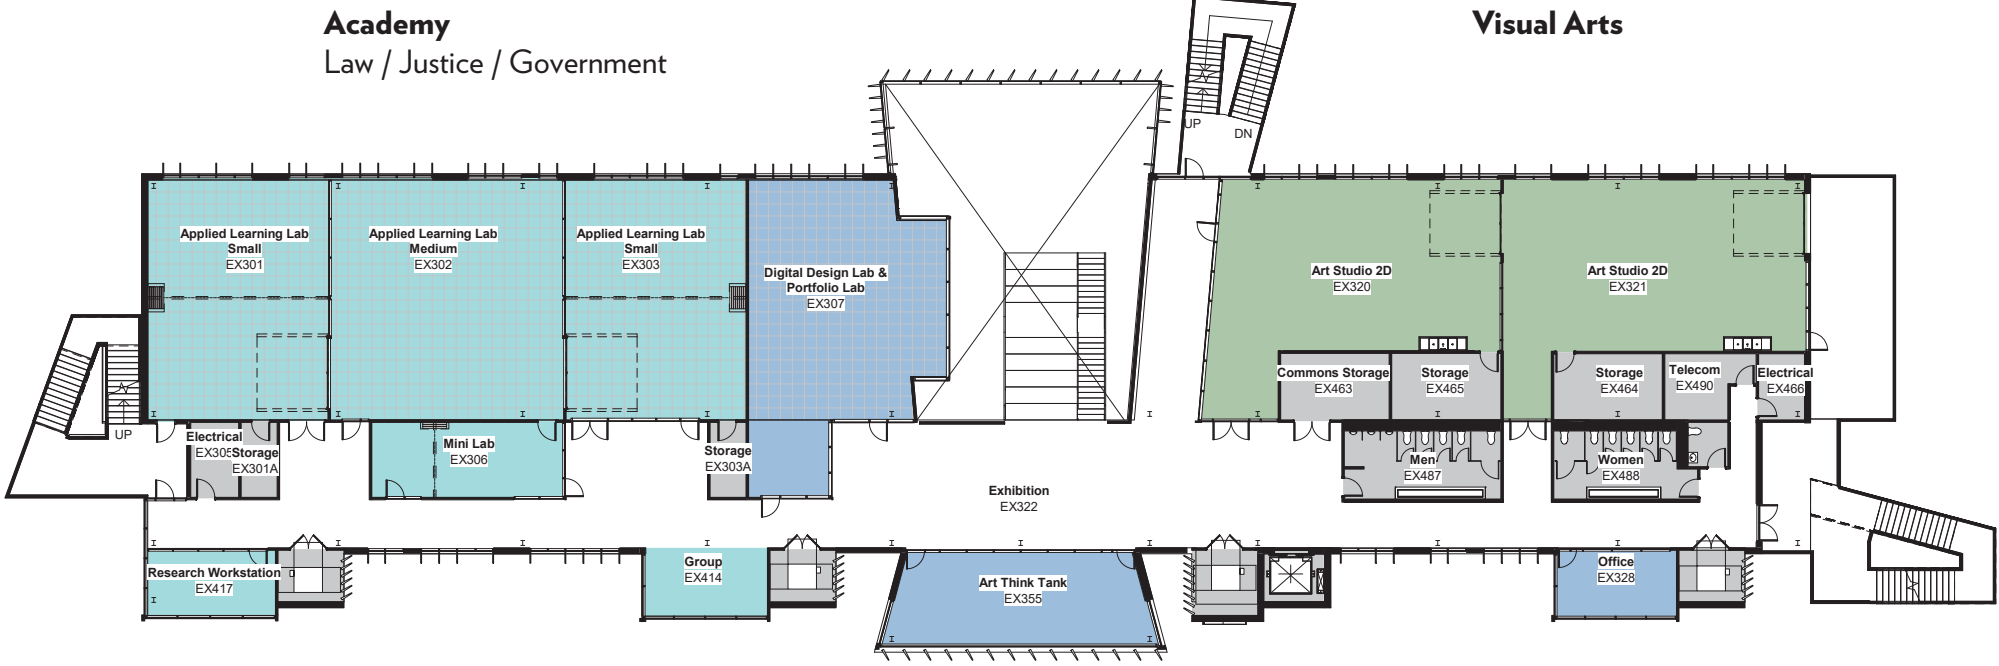 Academy
Law / Justice / Government
Visual Arts
UP
DN
Applied Learning Lab
Small
EX301
Applied Learning Lab
Medium
EX302
Applied Learning Lab
Small
EX303
Digital Design Lab &
Portfolio Lab
EX307
Art Studio 2D
EX320
Art Studio 2D
EX321
Commons Storage
EX463
Storage
EX465
Storage
EX464
Telecom
EX490
Electrical
EX466
UP
Electrical
EX305
Storage
EX301A
Mini Lab
EX306
Storage
EX303A
Men
EX487
Women
EX488
Exhibition
EX322
Research Workstation
EX417
Group
EX414
Art Think Tank
EX355
Office
EX328